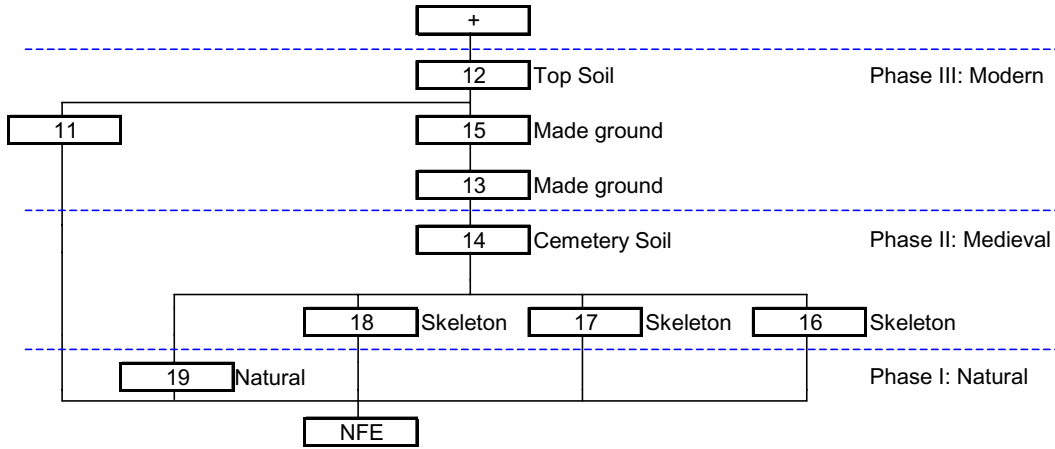 +
12 Top Soil Phase III: Modern
11 15 Made ground
13 Made ground
14 Cemetery Soil Phase II: Medieval
18 Skeleton 17 Skeleton 16 Skeleton
19 Natural Phase I: Natural
NFE